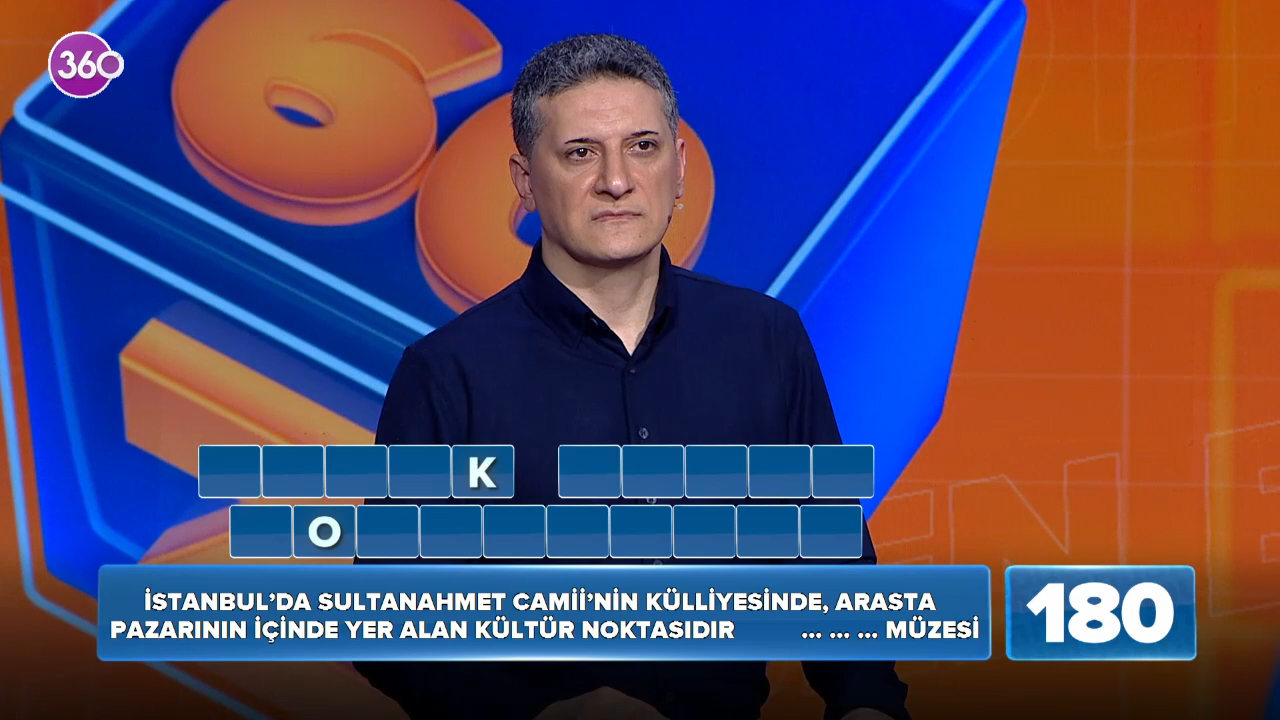 360
K
O
İSTANBUL’DA SULTANAHMET CAMİİ’NİN KÜLLİYESİNDE, ARASTA
PAZARININ İÇİNDE YER ALAN KÜLTÜR NOKTASIDIR ... ... ... MÜZESİ
180